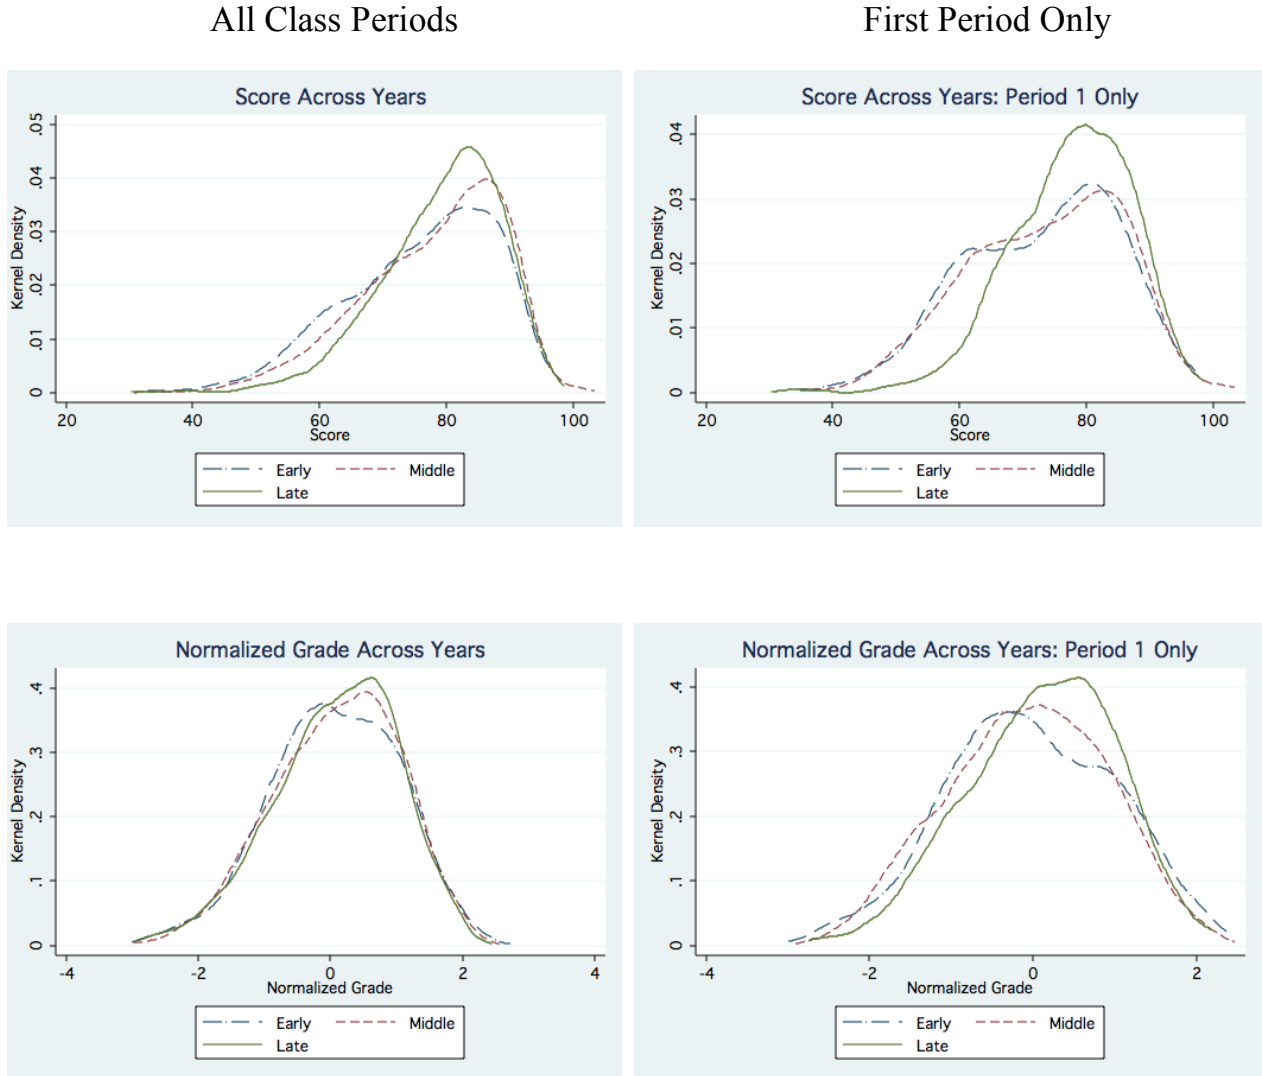 All Class Periods
First Period Only
Score Across Years
Kernel Density
0 .01 .02 .03 .04 .05
20 40 60 80 100
Score
Early Middle
Late
Score Across Years: Period 1 Only
Kernel Density
0 .01 .02 .03 .04
20 40 60 80 100
Score
Early Middle
Late
Normalized Grade Across Years
Kernel Density
0 .1 .2 .3 .4
-4 -2 0 2 4
Normalized Grade
Early Middle
Late
Normalized Grade Across Years: Period 1 Only
Kernel Density
0 .1 .2 .3 .4
-4 -2 0 2
Normalized Grade
Early Middle
Late